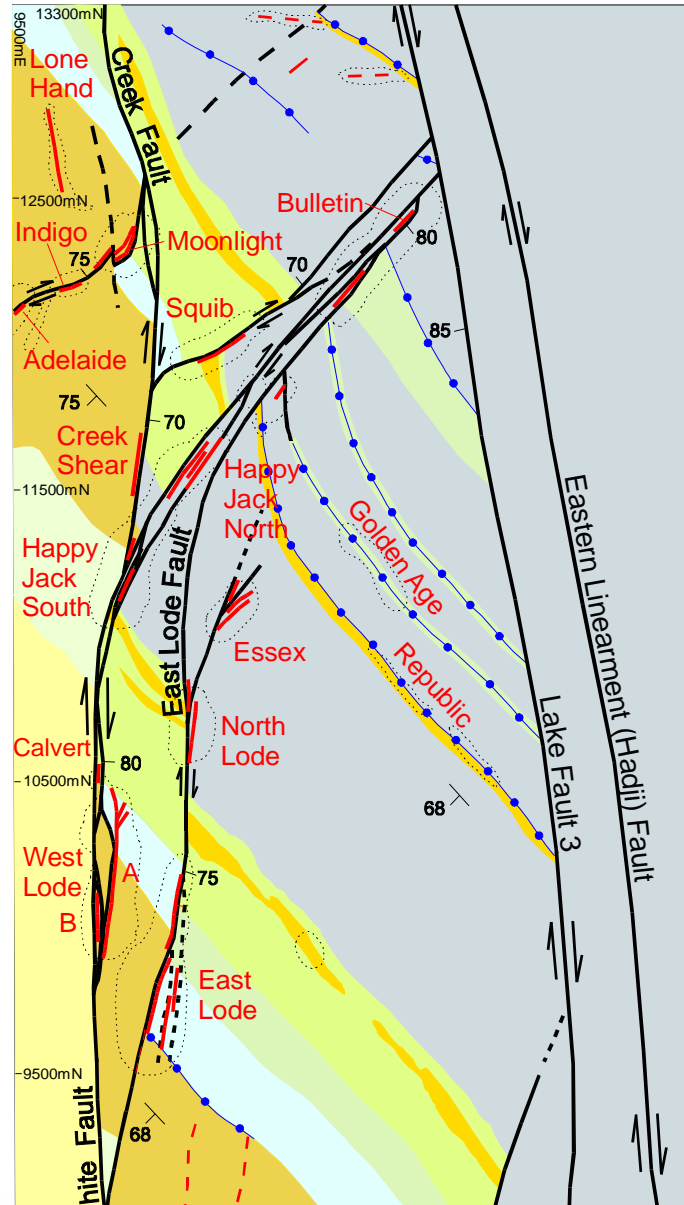 13300mN
9500mE
Lone
Hand
Creek Fault
12500mN
Bulletin
Indigo
Moonlight
80
75
70
Squib
85
Adelaide
75
70
Creek
Shear
Happy
Jack
North
11500mN
Eastern Linearment (Hadji) Fault
Golden Age
Happy
Jack
South
East Lode Fault
Essex
Republic
North
Lode
Lake Fault 3
Calvert
80
10500mN
68
West
Lode
A
75
B
East
Lode
9500mN
68
hite Fault